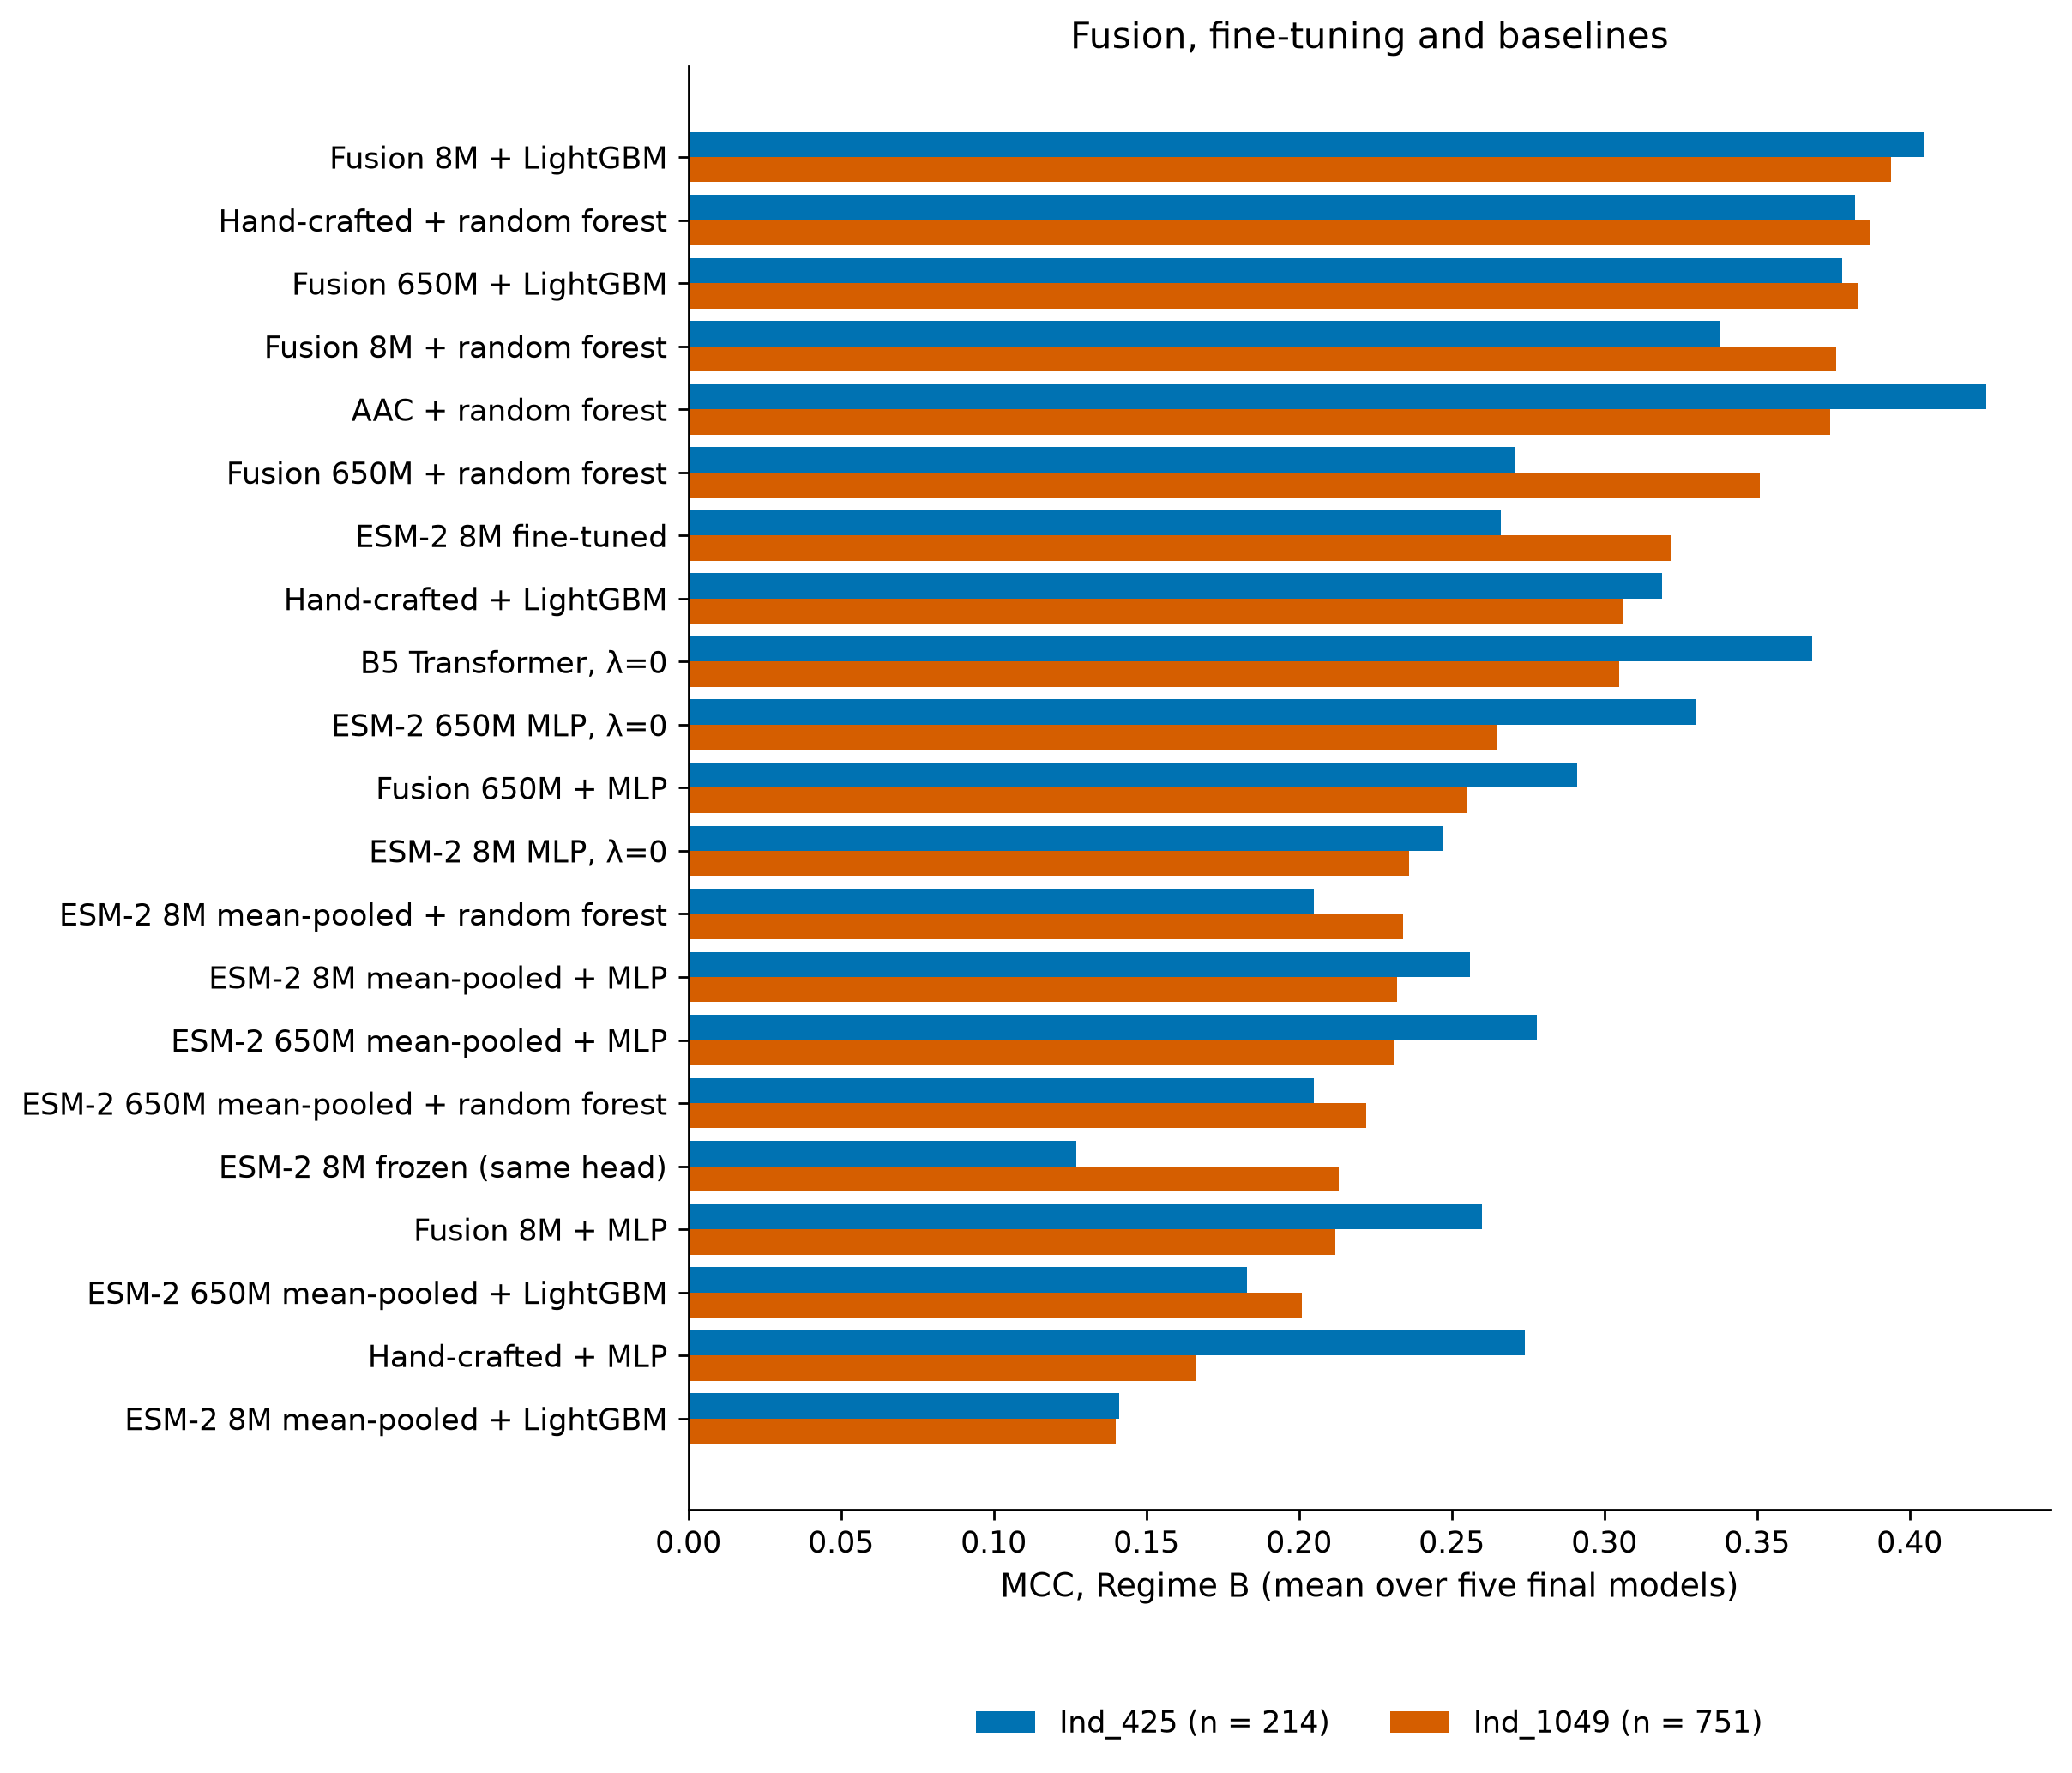 Fusion, fine-tuning and baselines
Fusion 8M + LightGBM
Hand-crafted + random forest
Fusion 650M + LightGBM
Fusion 8M + random forest
AAC + random forest
Fusion 650M + random forest
ESM-2 8M fine-tuned
Hand-crafted + LightGBM
B5 Transformer, λ=0
ESM-2 650M MLP, λ=0
Fusion 650M + MLP
ESM-2 8M MLP, λ=0
ESM-2 8M mean-pooled + random forest
ESM-2 8M mean-pooled + MLP
ESM-2 650M mean-pooled + MLP
ESM-2 650M mean-pooled + random forest
ESM-2 8M frozen (same head)
Fusion 8M + MLP
ESM-2 650M mean-pooled + LightGBM
Hand-crafted + MLP
ESM-2 8M mean-pooled + LightGBM
0.00 0.05 0.10 0.15 0.20 0.25 0.30 0.35 0.40
MCC, Regime B (mean over five final models)
Ind_425 (n = 214) Ind_1049 (n = 751)